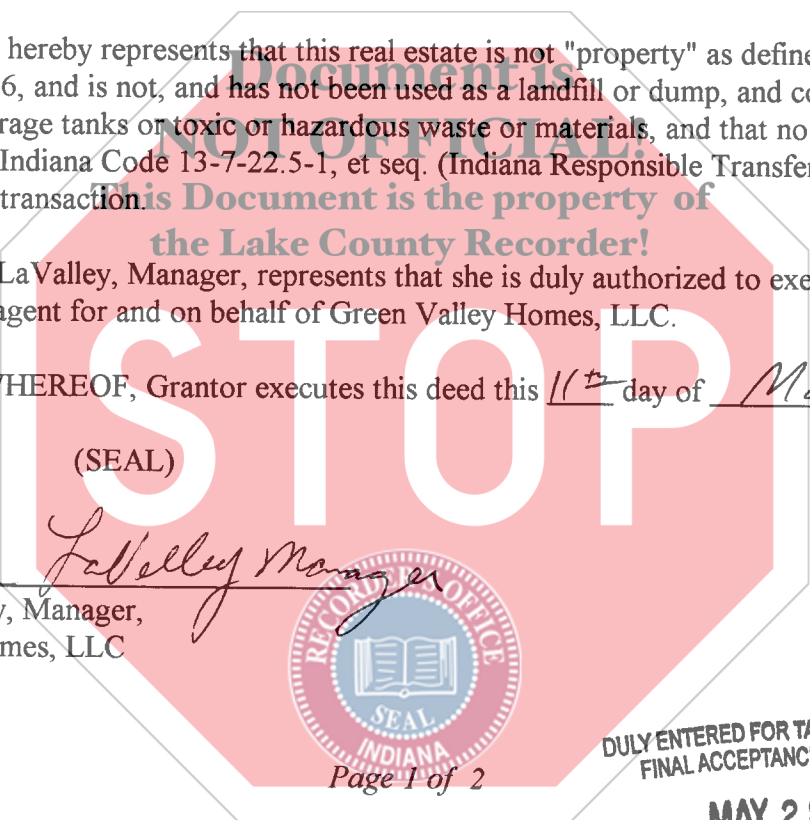 Document is
hereby represents that this real estate is not "property" as define
6, and is not, and has not been used as a landfill or dump, and co
NOT OFFICIAL!
rage tanks or toxic or hazardous waste or materials, and that no
Indiana Code 13-7-22.5-1, et seq. (Indiana Responsible Transfer
This Document is the property of
transaction.
the Lake County Recorder!
LaValley, Manager, represents that she is duly authorized to exe
agent for and on behalf of Green Valley Homes, LLC.
STOP
WHEREOF, Grantor executes this deed this 11th day of Ma
(SEAL)
LaValley Manager
y, Manager,
mes, LLC
RECORDER'S OFFICE
SEAL
INDIANA
Page 1 of 2
DULY ENTERED FOR TA
FINAL ACCEPTANC
MAY 2